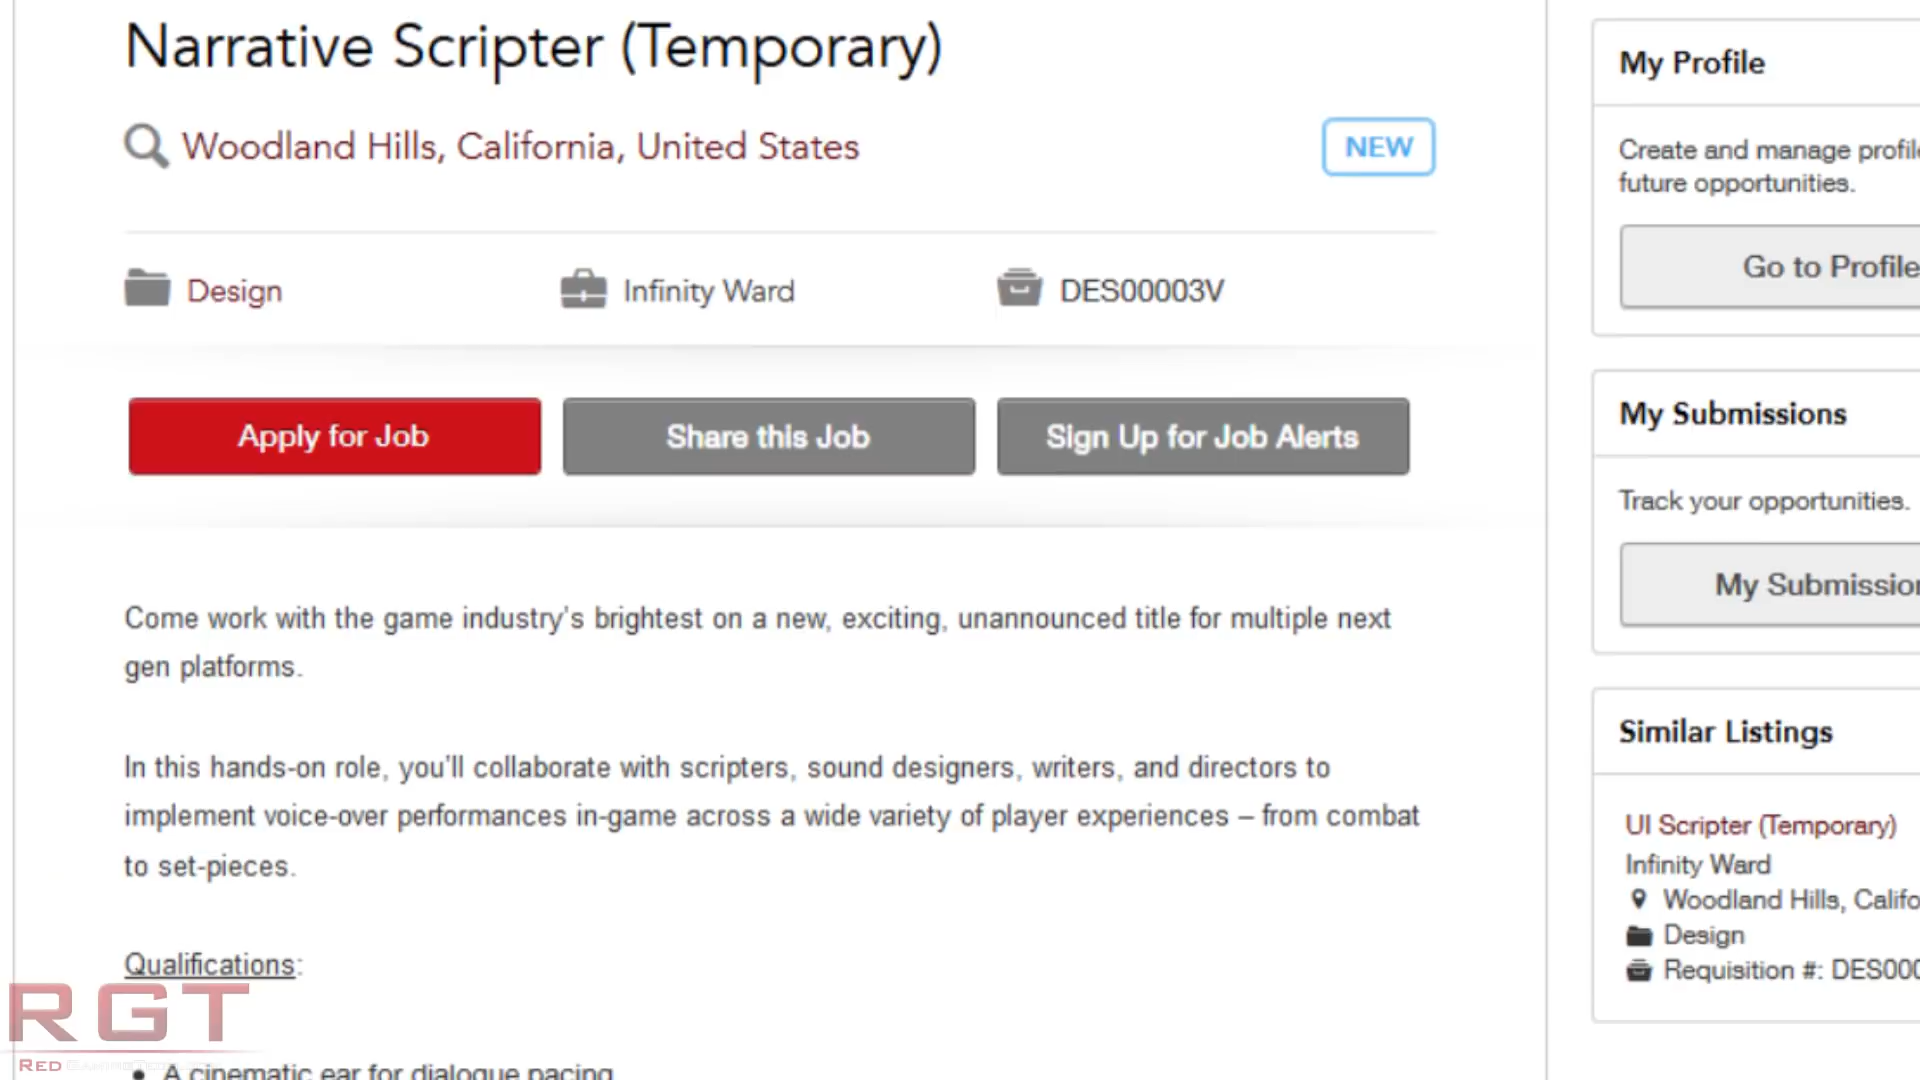 Narrative Scripter (Temporary)
Woodland Hills, California, United States
NEW
Design
Infinity Ward
DES00003V
Apply for Job
Share this Job
Sign Up for Job Alerts
Come work with the game industry's brightest on a new, exciting, unannounced title for multiple next
gen platforms.
In this hands-on role, you'll collaborate with scripters, sound designers, writers, and directors to
implement voice-over performances in-game across a wide variety of player experiences – from combat
to set-pieces.
Qualifications:
• A cinematic ear for dialogue pacing
My Profile
Create and manage
future opportunities.
Go to Profile
My Submissions
Track your opportunities.
My
Similar Listings
UI Scripter (Temporary)
Infinity Ward
Woodland Hills,
Design
Requisition #:
RGT
RED